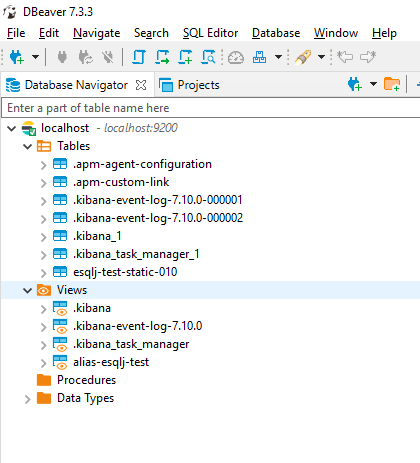 DBeaver 7.3.3
File Edit Navigate Search SQL Editor Database Window Help
Database Navigator Projects
Enter a part of table name here
localhost - localhost:9200
Tables
.apm-agent-configuration
.apm-custom-link
.kibana-event-log-7.10.0-000001
.kibana-event-log-7.10.0-000002
.kibana_1
.kibana_task_manager_1
esqlj-test-static-010
Views
.kibana
.kibana-event-log-7.10.0
.kibana_task_manager
alias-esqlj-test
Procedures
Data Types